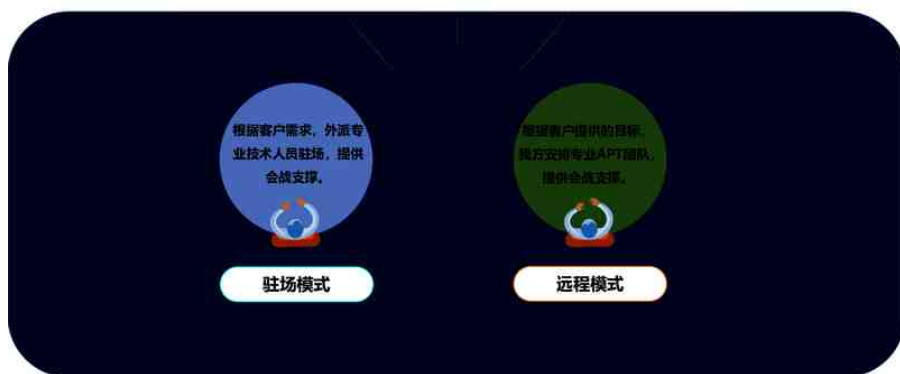 根据客户需求，外派专
业技术人员驻场，提供
会战支撑。
驻场模式
根据客户提供的目标，
我方安排专业APT团队，
提供会战支撑。
远程模式